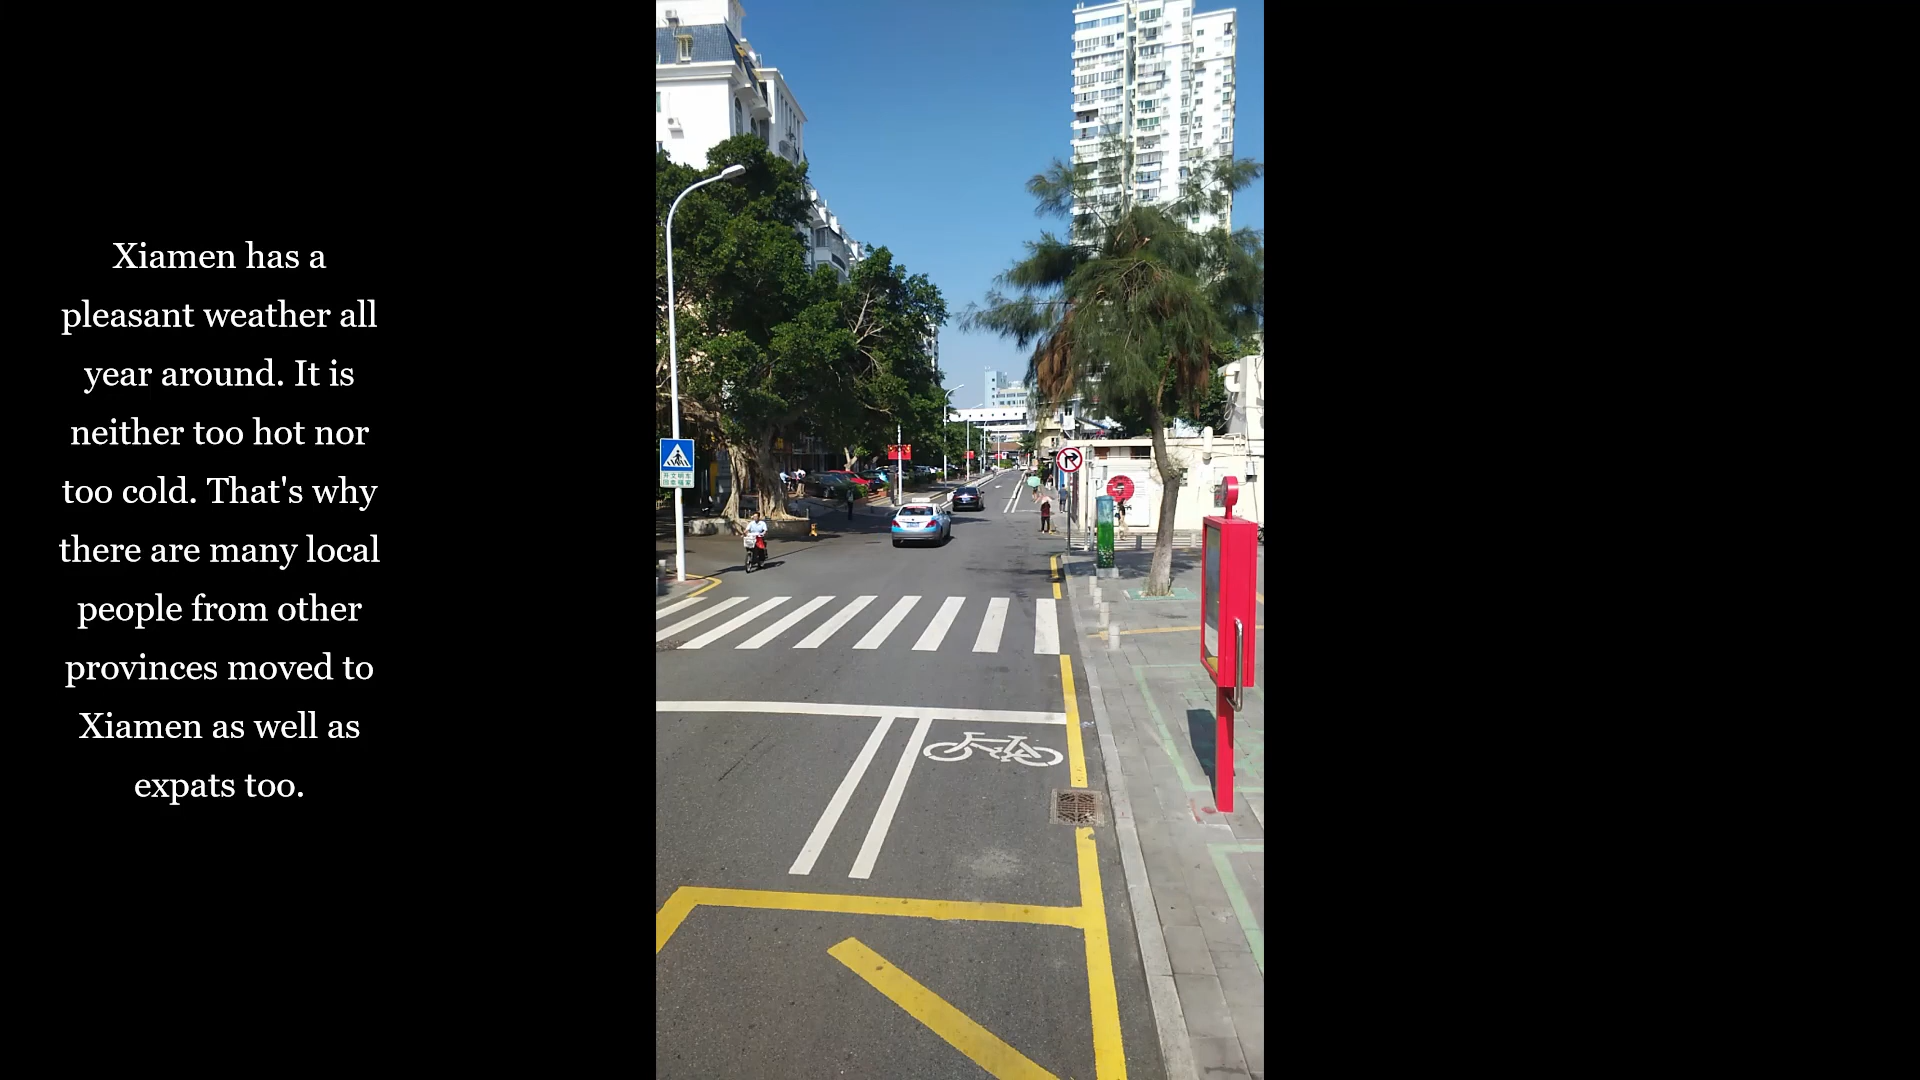 Xiamen has a
pleasant weather all
year around. It is
neither too hot nor
too cold. That's why
there are many local
people from other
provinces moved to
Xiamen as well as
expats too.